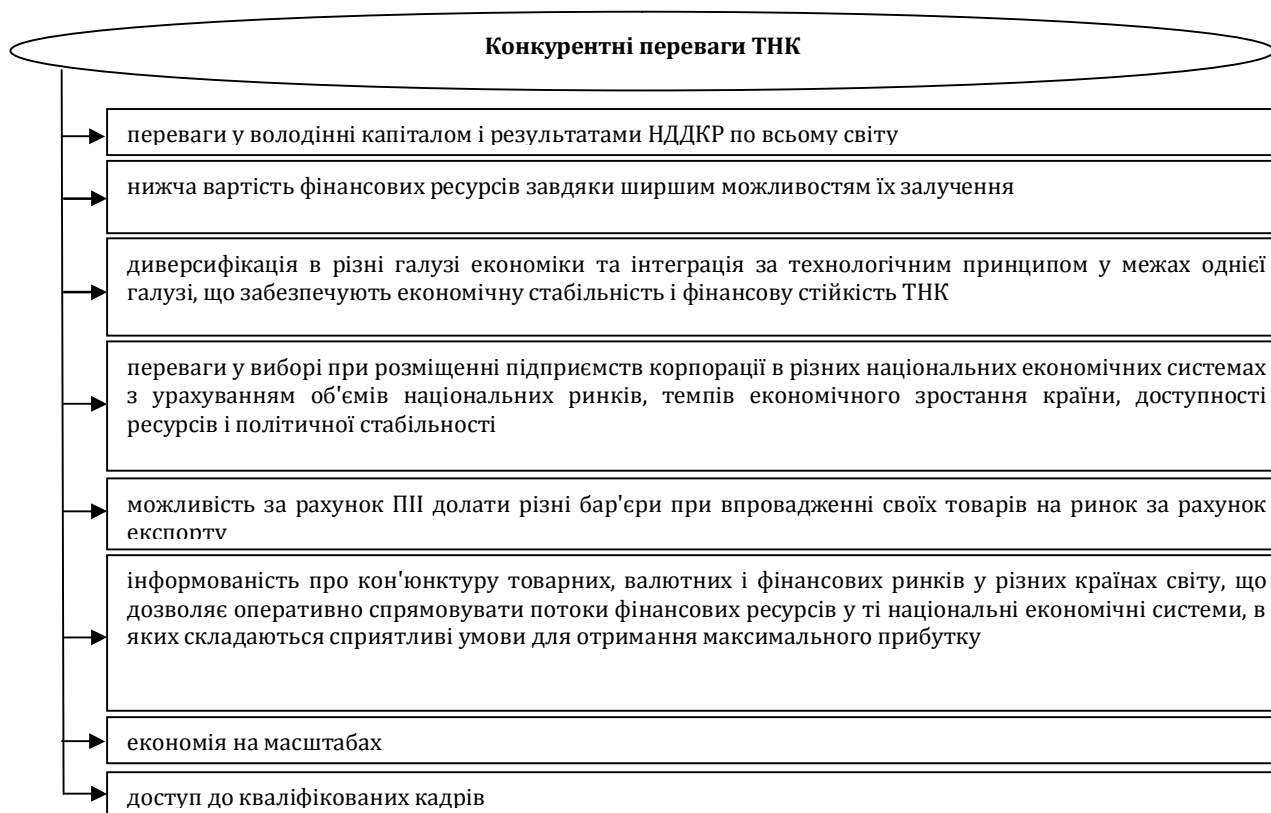 Конкурентні переваги ТНК
переваги у володінні капіталом і результатами НДДКР по всьому світу
нижча вартість фінансових ресурсів завдяки ширшим можливостям їх залучення
диверсифікація в різні галузі економіки та інтеграція за технологічним принципом у межах однієї
галузі, що забезпечують економічну стабільність і фінансову стійкість ТНК
переваги у виборі при розміщенні підприємств корпорації в різних національних економічних системах
з урахуванням об'ємів національних ринків, темпів економічного зростання країни, доступності
ресурсів і політичної стабільності
можливість за рахунок ПІІ долати різні бар'єри при впровадженні своїх товарів на ринок за рахунок
експорту
інформованість про кон'юнктуру товарних, валютних і фінансових ринків у різних країнах світу, що
дозволяє оперативно спрямовувати потоки фінансових ресурсів у ті національні економічні системи, в
яких складаються сприятливі умови для отримання максимального прибутку
економія на масштабах
доступ до кваліфікованих кадрів